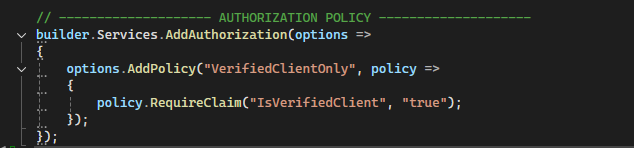 // -------------------- AUTHORIZATION POLICY --------------------
builder.Services.AddAuthorization(options =>
{
    options.AddPolicy("VerifiedClientOnly", policy =>
    {
        policy.RequireClaim("IsVerifiedClient", "true");
    });
});